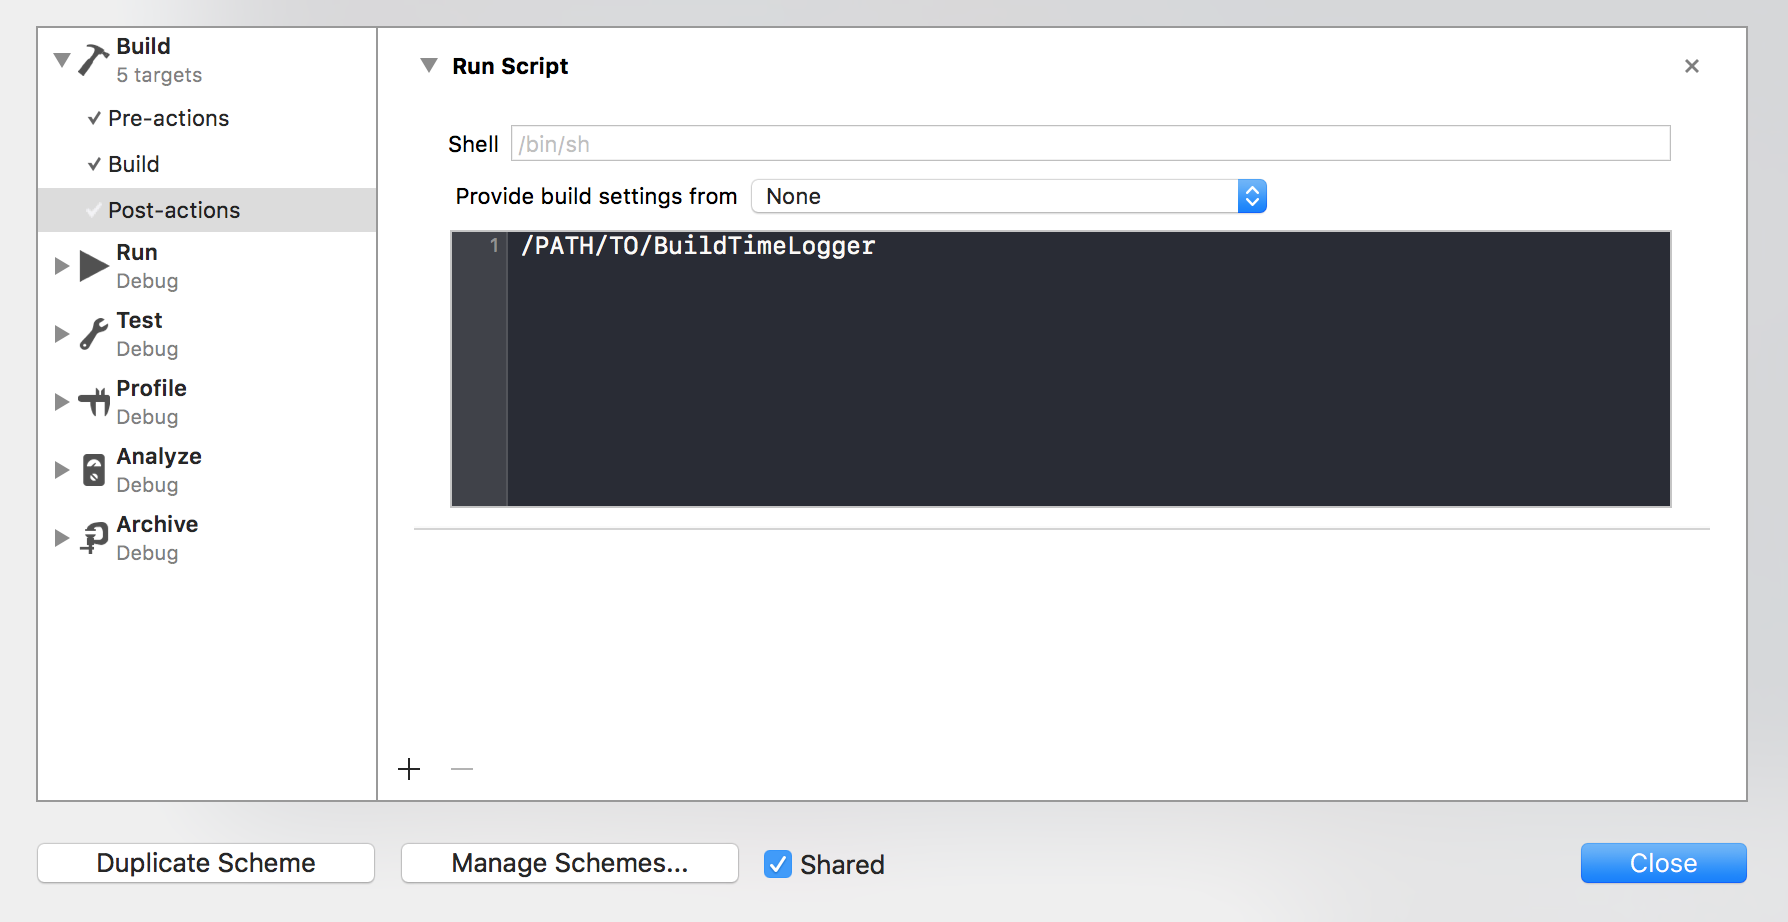 Build
5 targets
Pre-actions
Build
Post-actions
Run
Debug
Test
Debug
Profile
Debug
Analyze
Debug
Archive
Debug
Run Script
Shell /bin/sh
Provide build settings from None
1 /PATH/TO/BuildTimeLogger
Duplicate Scheme
Manage Schemes...
Shared
Close